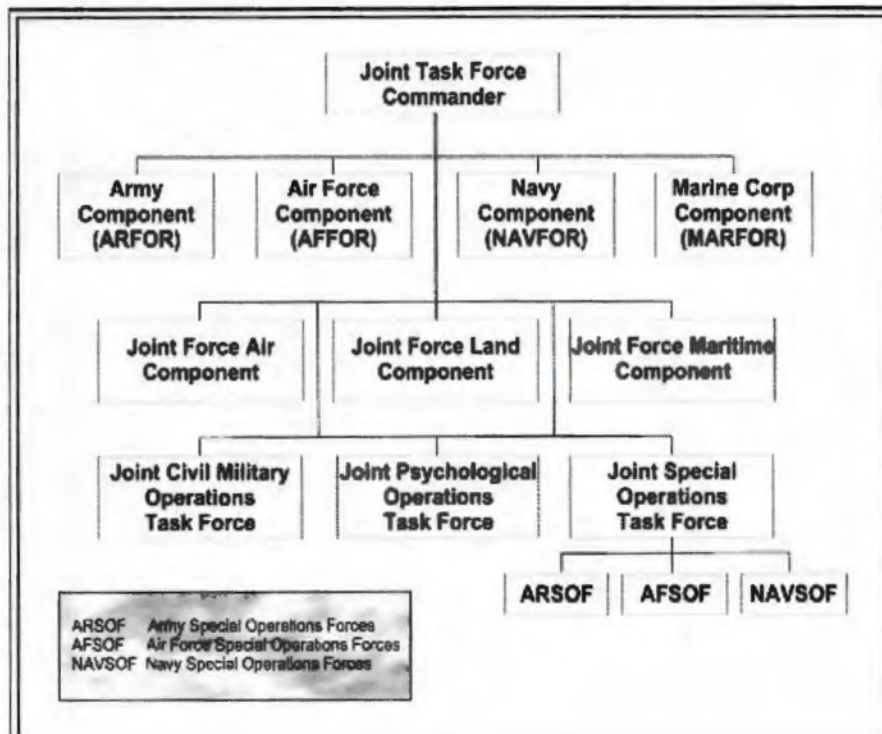 Joint Task Force
Commander
Army
Component
(ARFOR)
Air Force
Component
(AFFOR)
Navy
Component
(NAVFOR)
Marine Corp
Component
(MARFOR)
Joint Force Air
Component
Joint Force Land
Component
Joint Force Maritime
Component
Joint Civil Military
Operations
Task Force
Joint Psychological
Operations
Task Force
Joint Special
Operations
Task Force
ARSOF
AFSOF
NAVSOF
ARSOF Army Special Operations Forces
AFSOF Air Force Special Operations Forces
NAVSOF Navy Special Operations Forces